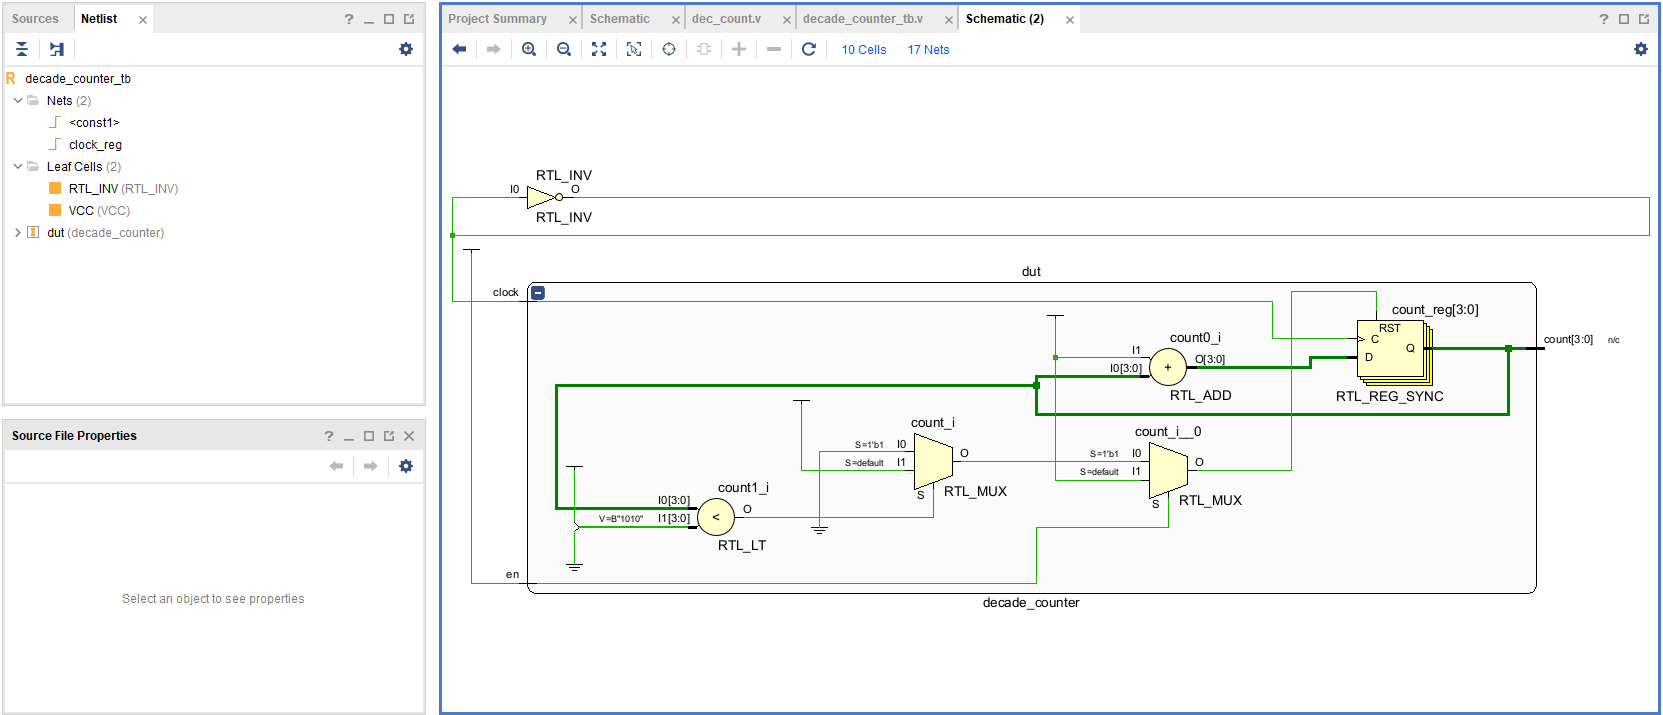 Sources
Netlist
decade_counter_tb
Nets (2)
<const1>
clock_reg
Leaf Cells (2)
RTL_INV (RTL_INV)
VCC (VCC)
dut (decade_counter)
Source File Properties
Select an object to see properties
Project Summary
Schematic
dec_count.v
decade_counter_tb.v
Schematic (2)
10 Cells
17 Nets
RTL_INV
I0
O
RTL_INV
dut
clock
count_reg[3:0]
RST
C
D
Q
RTL_REG_SYNC
count[3:0]
n/c
count0_i
I1
I0[3:0]
+
O[3:0]
RTL_ADD
count_i
S=1'b1
I0
S=default
I1
O
S
RTL_MUX
count_i__0
S=1'b1
I0
S=default
I1
O
S
RTL_MUX
count1_i
I0[3:0]
V=B"1010"
I1[3:0]
<
O
RTL_LT
en
decade_counter